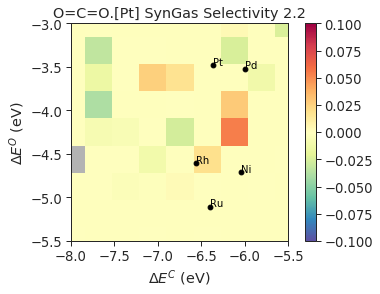 O=C=O.[Pt] SynGas Selectivity 2.2
−3.0
−3.5
−4.0
−4.5
−5.0
−5.5
ΔE^O (eV)
Pt
Pd
Rh
Ni
Ru
−8.0 −7.5 −7.0 −6.5 −6.0 −5.5
ΔE^C (eV)
0.100
0.075
0.050
0.025
0.000
−0.025
−0.050
−0.075
−0.100